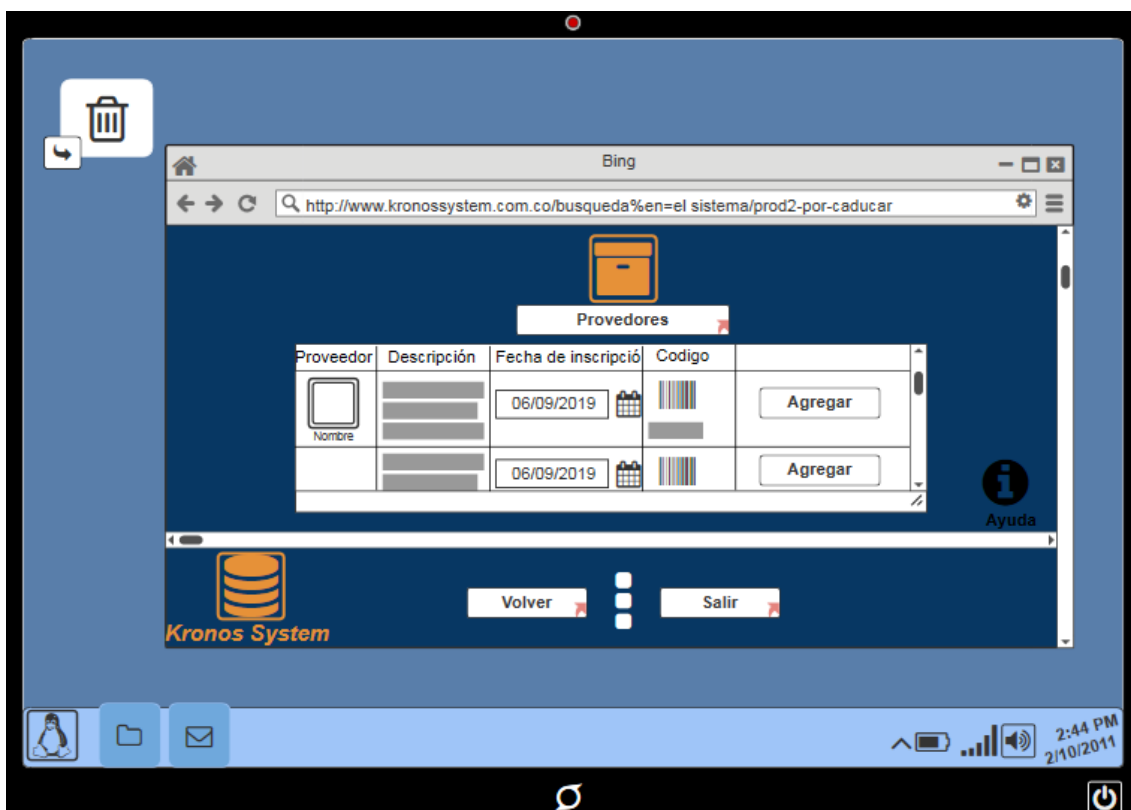 Bing
http://www.kronossystem.com.co/busqueda%en=el sistema/prod2-por-caducar
Provedores
Proveedor Descripción Fecha de inscripció Codigo
06/09/2019 Agregar
Nombre
06/09/2019 Agregar
Ayuda
Volver Salir
Kronos System
2:44 PM
2/10/2011